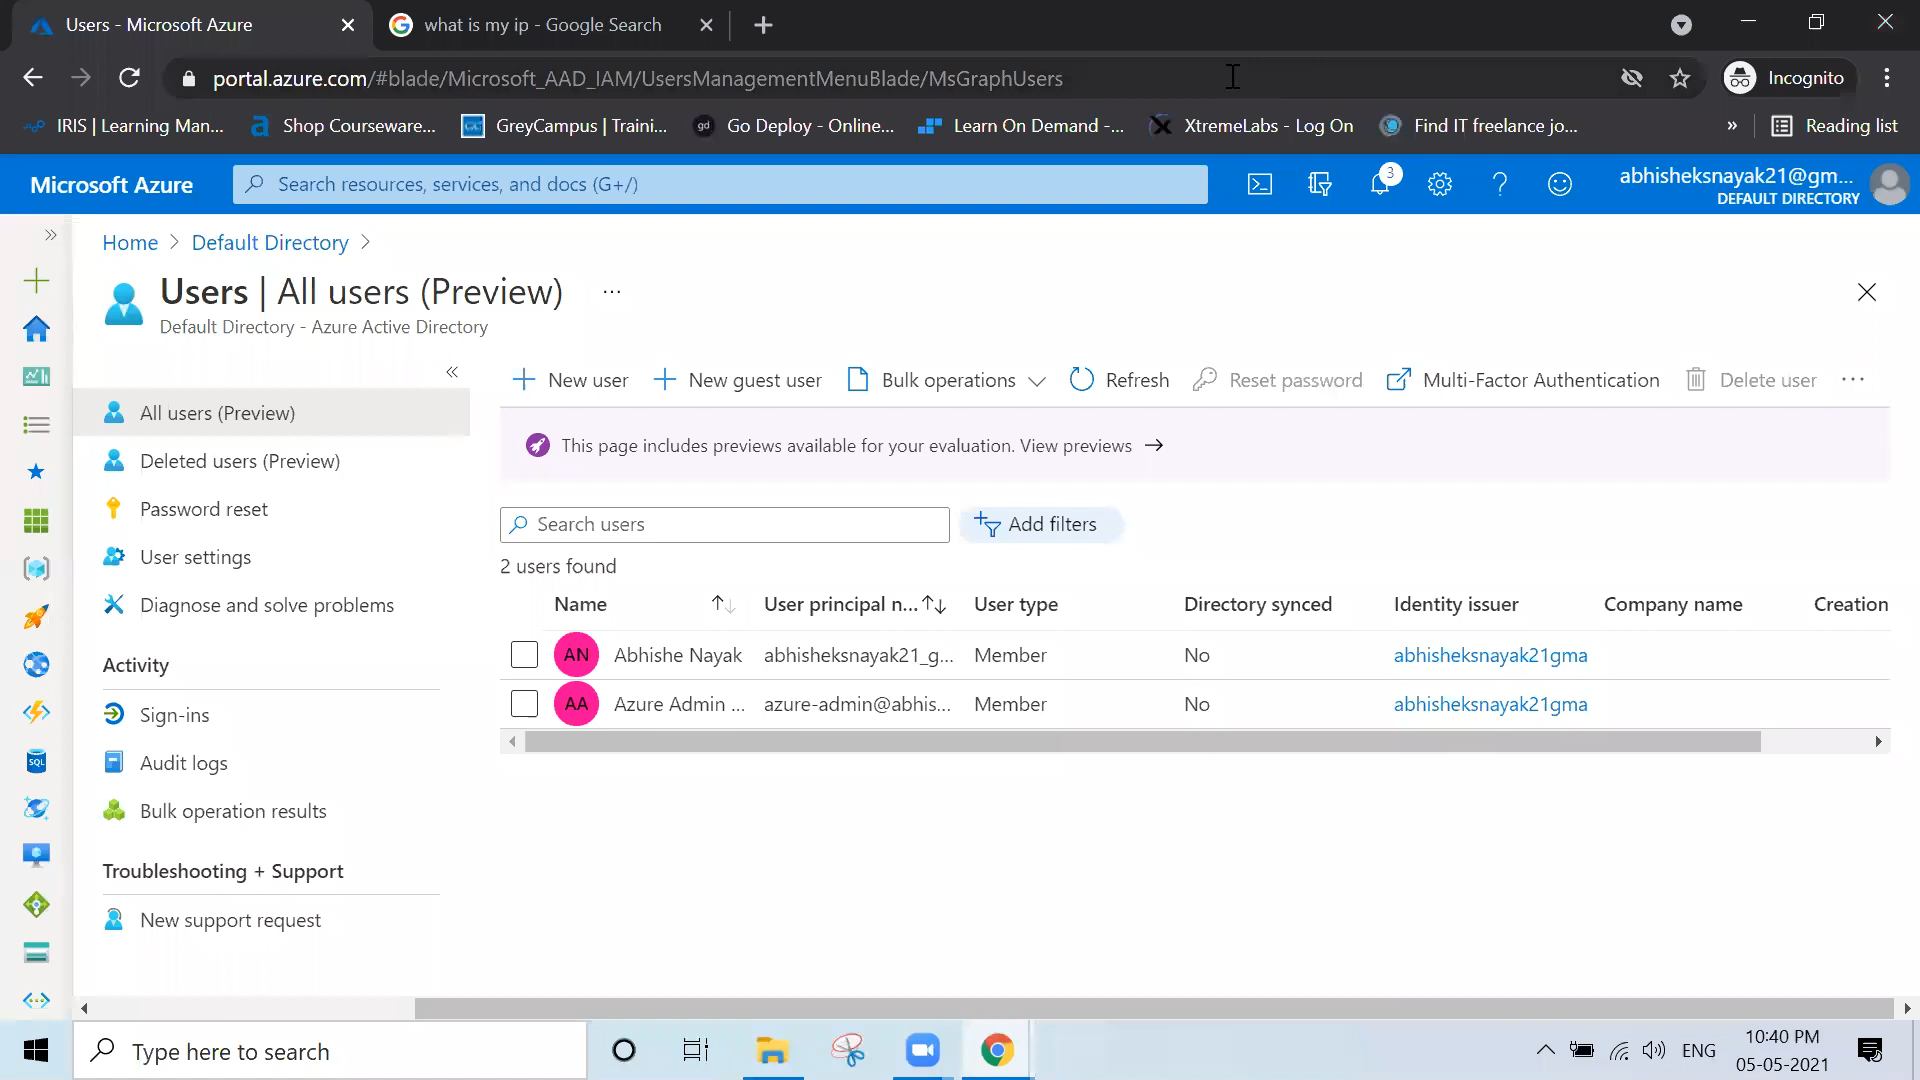 Users - Microsoft Azure
what is my ip - Google Search
portal.azure.com/#blade/Microsoft_AAD_IAM/UsersManagementMenuBlade/MsGraphUsers
Incognito
IRIS | Learning Man...
Shop Courseware...
GreyCampus | Traini...
gd
Go Deploy - Online...
Learn On Demand -...
XtremeLabs - Log On
Find IT freelance jo...
»
Reading list
Microsoft Azure
Search resources, services, and docs (G+/)
3
abhisheksnayak21@gm...
DEFAULT DIRECTORY
Home > Default Directory >
Users | All users (Preview)
...
Default Directory - Azure Active Directory
New user
New guest user
Bulk operations
Refresh
Reset password
Multi-Factor Authentication
Delete user
...
All users (Preview)
Deleted users (Preview)
Password reset
User settings
Diagnose and solve problems
Activity
Sign-ins
Audit logs
Bulk operation results
Troubleshooting + Support
New support request
This page includes previews available for your evaluation. View previews →
Search users
Add filters
2 users found
Name
User principal n...
User type
Directory synced
Identity issuer
Company name
Creation
AN Abhishe Nayak abhisheksnayak21_g... Member No abhisheksnayak21gma
AA Azure Admin ... azure-admin@abhis... Member No abhisheksnayak21gma
SQL
Type here to search
ENG
10:40 PM
05-05-2021